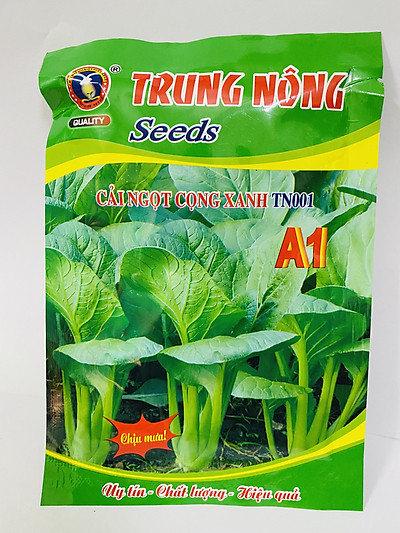 ®
TRUNG NÔNG
QUALITY
Seeds
CẢI NGỌT CỌNG XANH TN001
A1
Chịu mưa!
Uy tín - Chất lượng - Hiệu quả